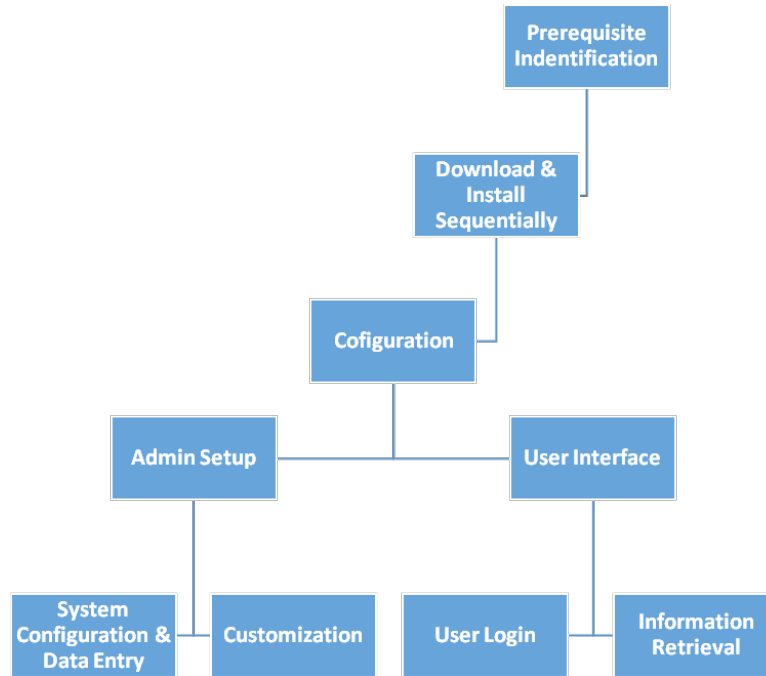 Prerequisite
Indentification
Download &
Install
Sequentially
Cofiguration
Admin Setup
User Interface
System
Configuration &
Data Entry
Customization
User Login
Information
Retrieval